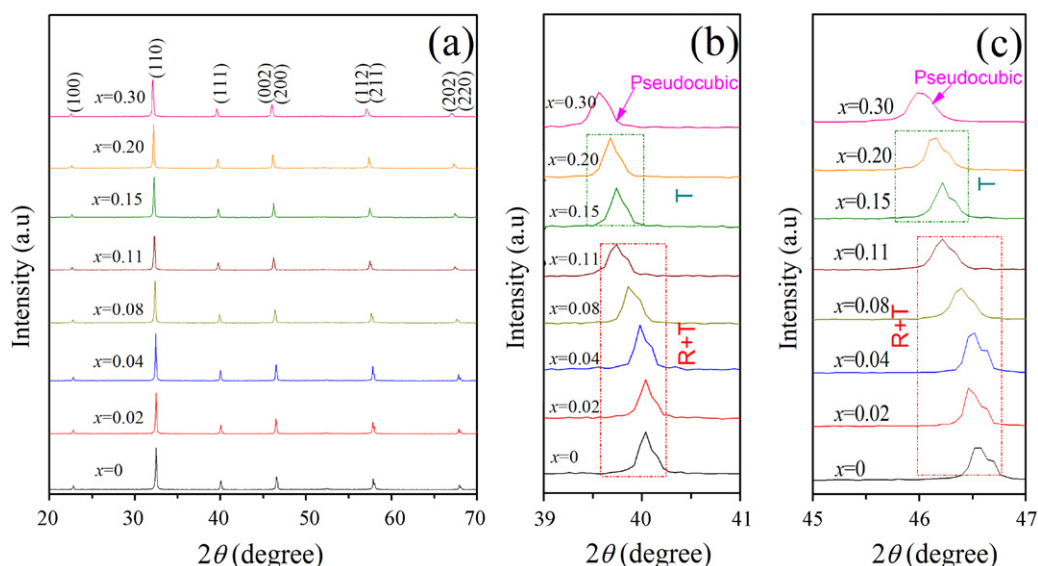 (a)
(100)
(110)
(111)
(002)
(200)
(112)
(211)
(202)
(220)
x=0.30
x=0.20
x=0.15
x=0.11
x=0.08
x=0.04
x=0.02
x=0
Intensity (a.u)
20 30 40 50 60 70
2θ (degree)
(b)
Pseudocubic
x=0.30
x=0.20
T
x=0.15
x=0.11
x=0.08
R+T
x=0.04
x=0.02
x=0
Intensity (a.u)
39 40 41
2θ (degree)
(c)
Pseudocubic
x=0.30
x=0.20
T
x=0.15
x=0.11
x=0.08
R+T
x=0.04
x=0.02
x=0
Intensity (a.u)
45 46 47
2θ (degree)